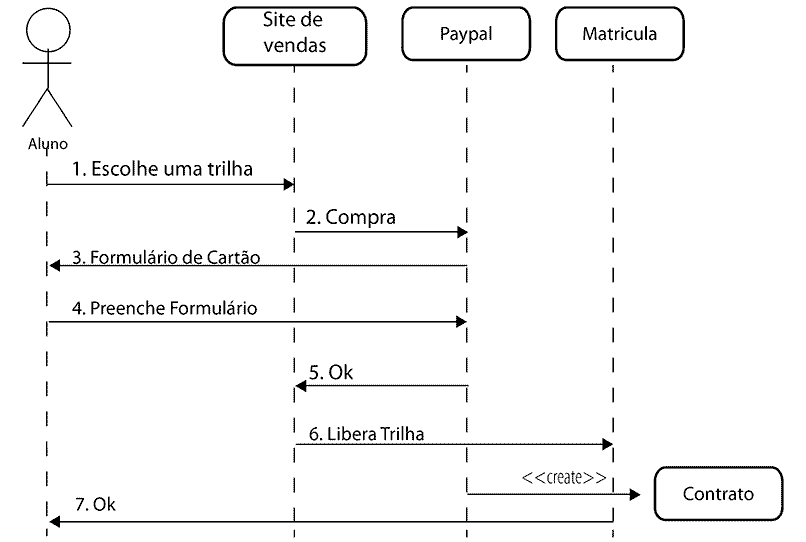 Site de
vendas
Paypal
Matricula
Aluno
1. Escolhe uma trilha
2. Compra
3. Formulário de Cartão
4. Preenche Formulário
5. Ok
6. Libera Trilha
<<create>>
Contrato
7. Ok